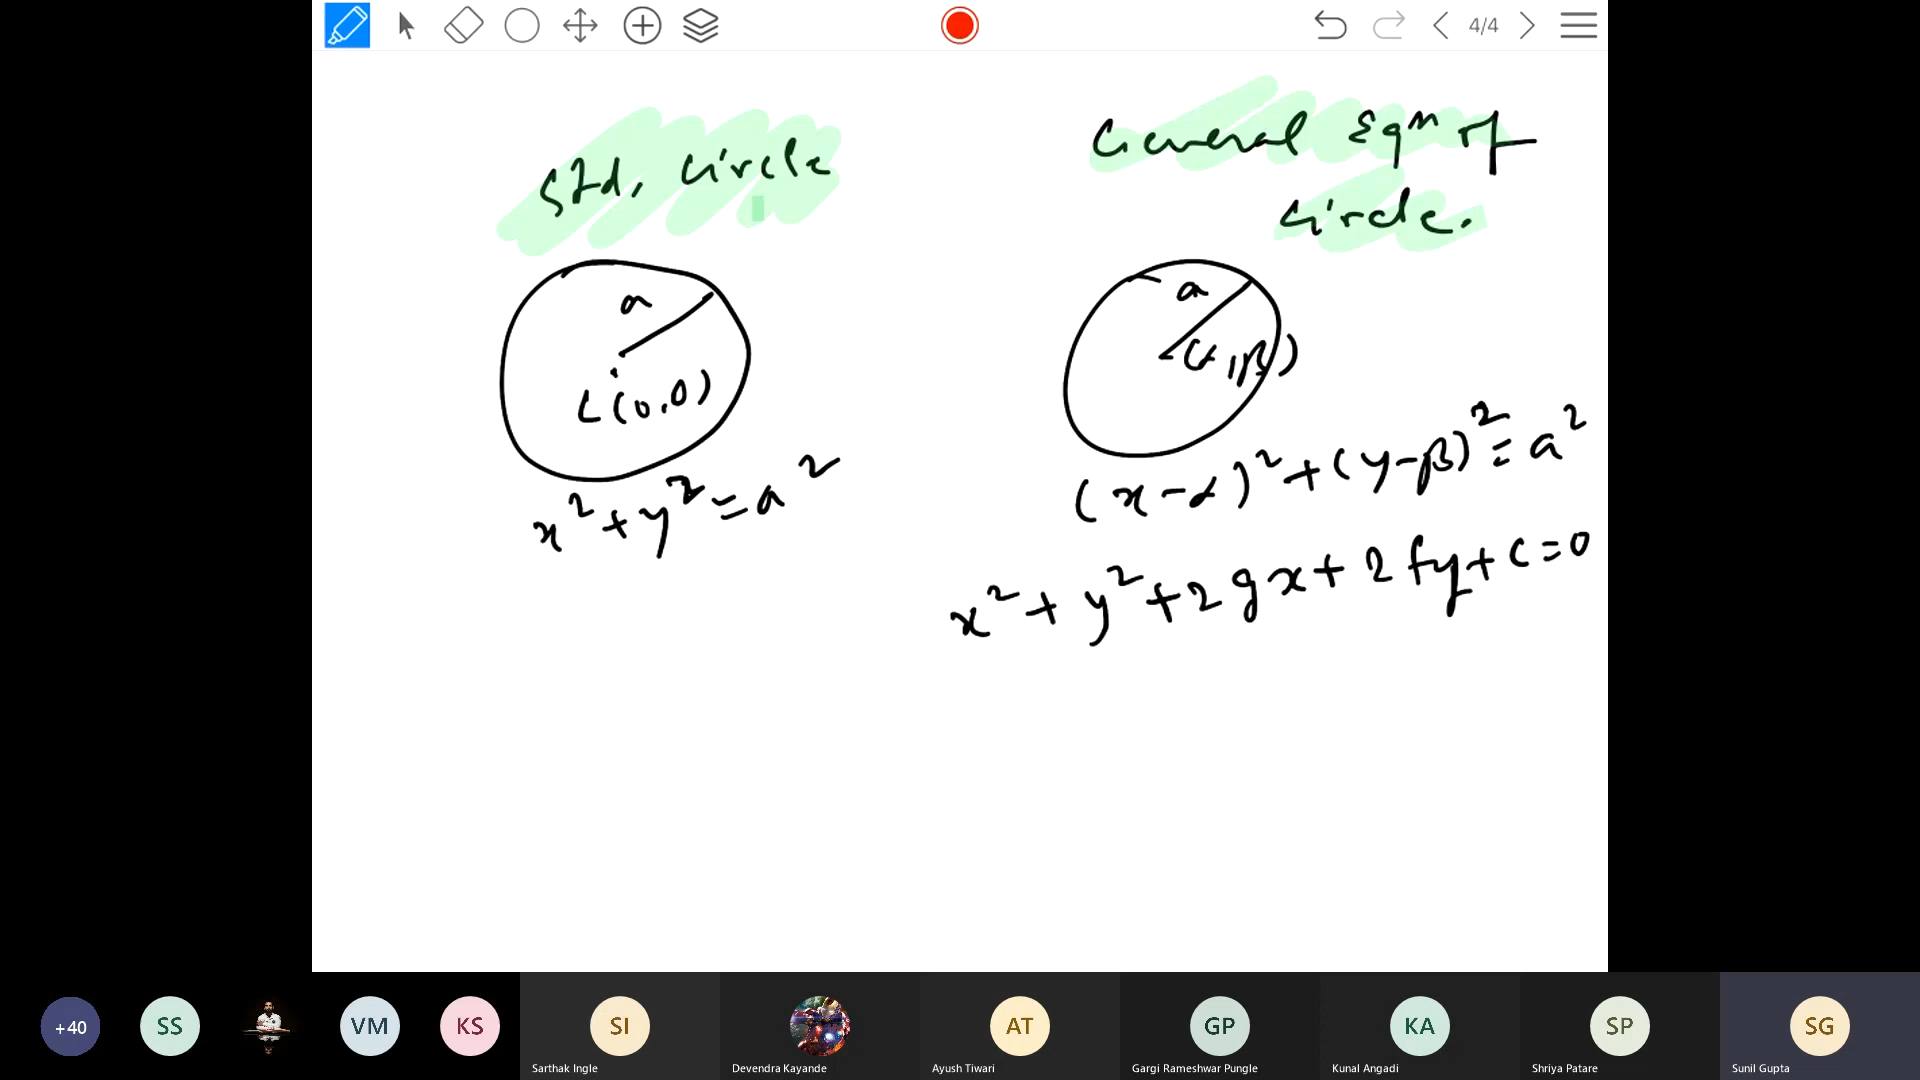 4/4
Std. circle
a
C(0,0)
x²+y²=a²
General Eqⁿ of
circle.
a
(α,β)
(x-α)²+(y-β)²=a²
x²+y²+2gx+2fy+c=0
+40
SS
VM
KS
SI
AT
GP
KA
SP
SG
Sarthak Ingle
Devendra Kayande
Ayush Tiwari
Gargi Rameshwar Pungle
Kunal Angadi
Shriya Patare
Sunil Gupta